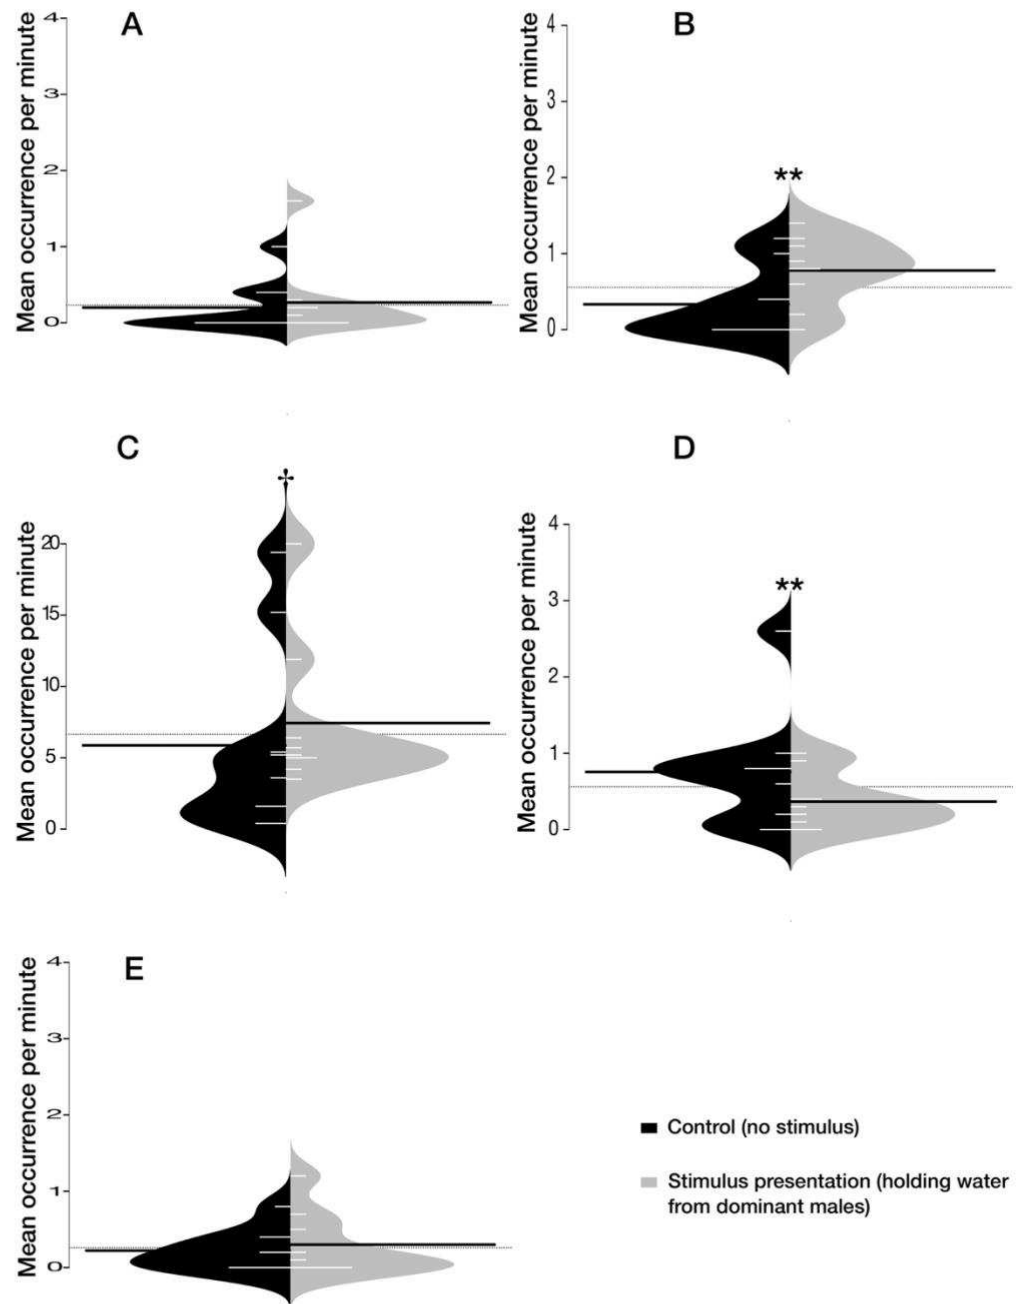 A
Mean occurrence per minute
4
3
2
1
0
B
Mean occurrence per minute
4
3
2
1
0
**
C
Mean occurrence per minute
20
15
10
5
0
†
D
Mean occurrence per minute
4
3
2
1
0
**
E
Mean occurrence per minute
4
3
2
1
0
Control (no stimulus)
Stimulus presentation (holding water
from dominant males)